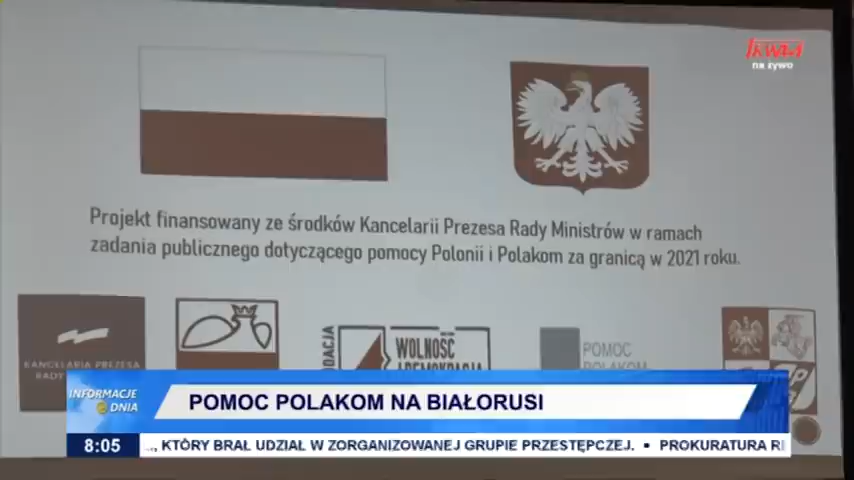 TRWAM
na żywo
Projekt finansowany ze środków Kancelarii Prezesa Rady Ministrów w ramach
zadania publicznego dotyczącego pomocy Polonii i Polakom za granicą w 2021 roku.
KANCELARIA PREZESA
RADY
WOLNOŚĆ
POMOC
POLAKOM
INFORMACJE
DNIA
POMOC POLAKOM NA BIAŁORUSI
8:05
., KTÓRY BRAŁ UDZIAŁ W ZORGANIZOWANEJ GRUPIE PRZESTĘPCZEJ. ▪ PROKURATURA